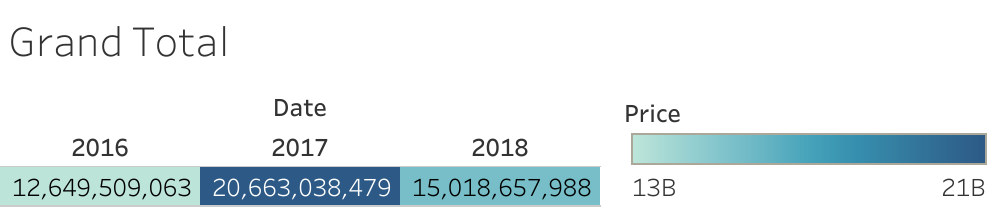 Grand Total
Date
2016 2017 2018
12,649,509,063 20,663,038,479 15,018,657,988
Price
13B 21B